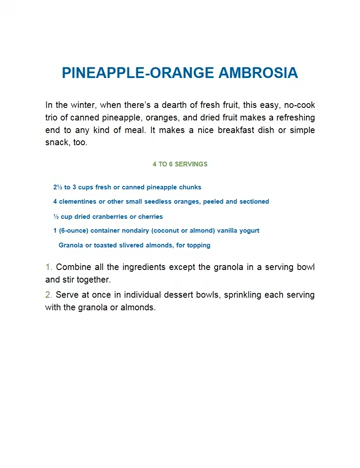 PINEAPPLE-ORANGE AMBROSIA
In the winter, when there's a dearth of fresh fruit, this easy, no-cook
trio of canned pineapple, oranges, and dried fruit makes a refreshing
end to any kind of meal. It makes a nice breakfast dish or simple
snack, too.
4 TO 6 SERVINGS
2½ to 3 cups fresh or canned pineapple chunks
4 clementines or other small seedless oranges, peeled and sectioned
½ cup dried cranberries or cherries
1 (6-ounce) container nondairy (coconut or almond) vanilla yogurt
Granola or toasted slivered almonds, for topping
1. Combine all the ingredients except the granola in a serving bowl
and stir together.
2. Serve at once in individual dessert bowls, sprinkling each serving
with the granola or almonds.